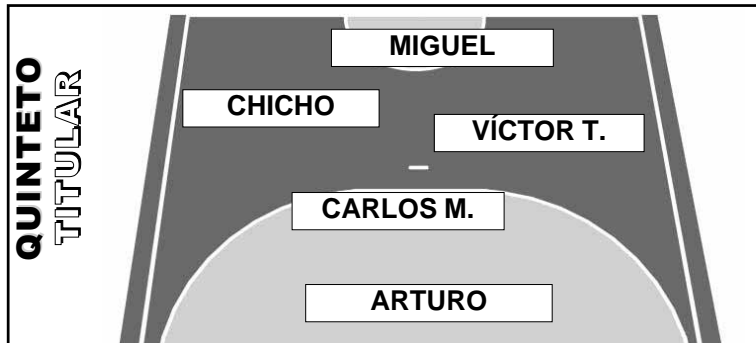 QUINTETO
TITULAR
MIGUEL
CHICHO
VÍCTOR T.
CARLOS M.
ARTURO